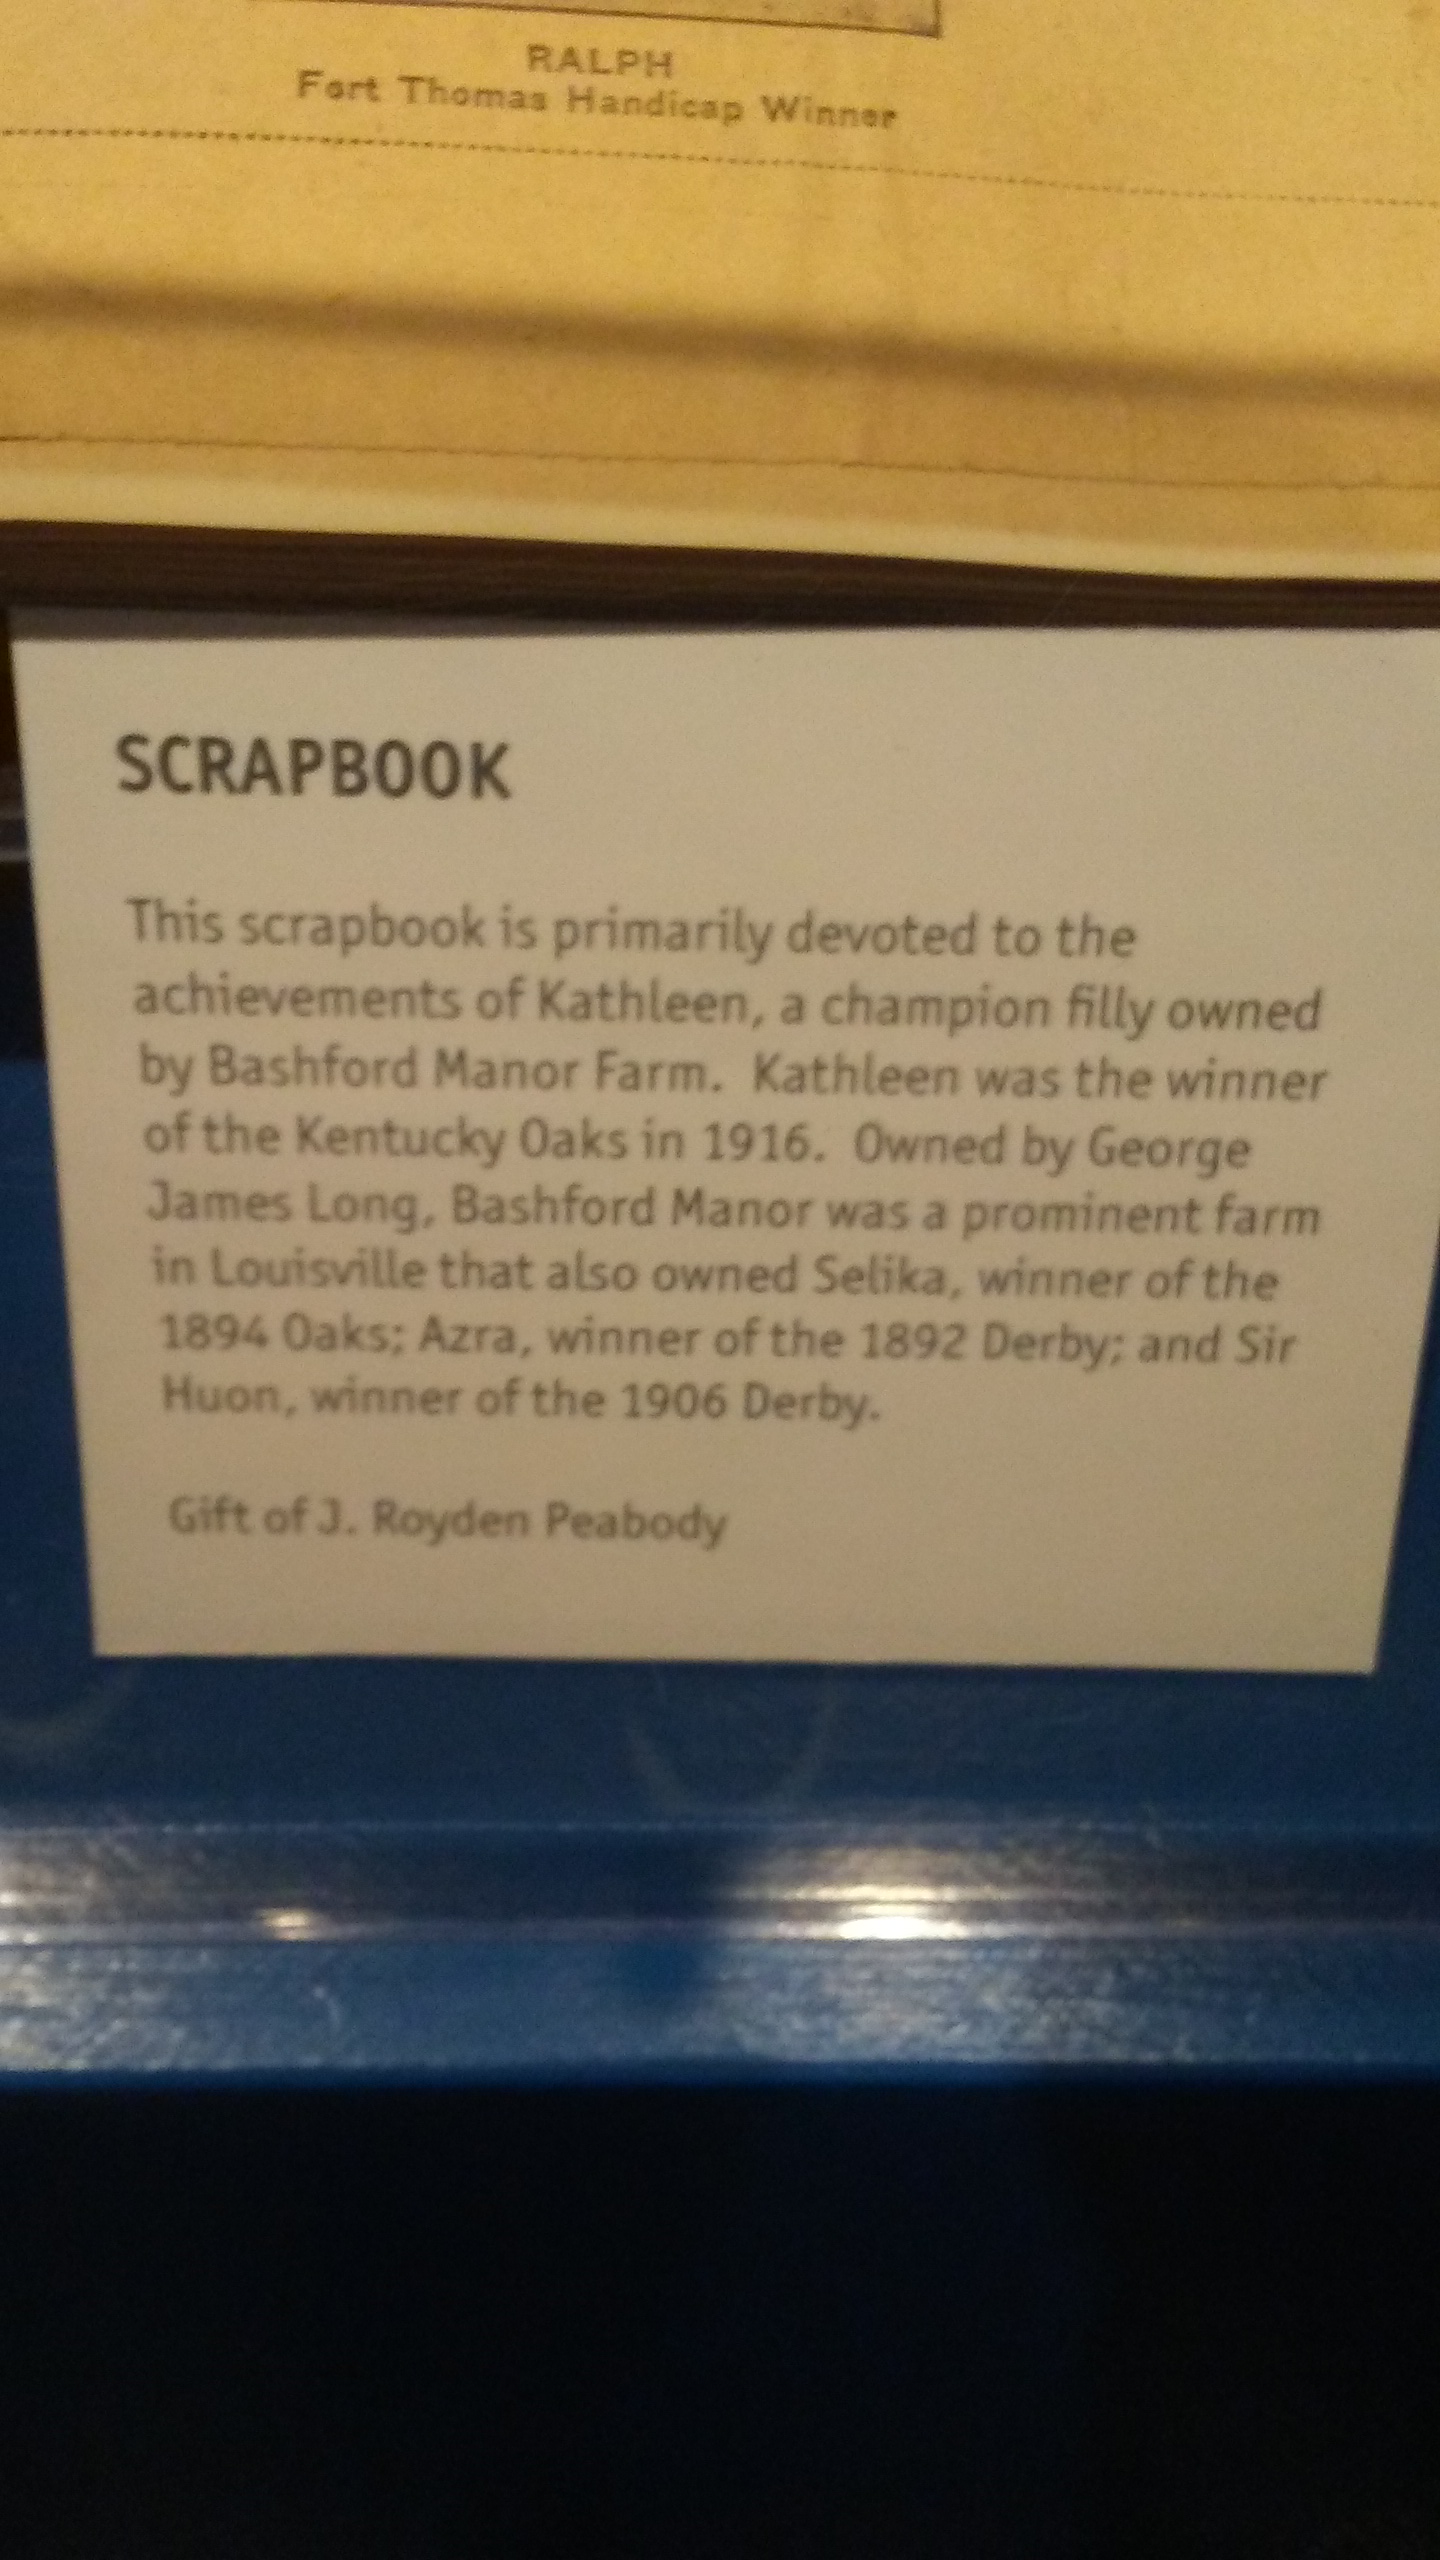 RALPH
Fort Thomas Handicap Winner
SCRAPBOOK
This scrapbook is primarily devoted to the
achievements of Kathleen, a champion filly owned
by Bashford Manor Farm.  Kathleen was the winner
of the Kentucky Oaks in 1916.  Owned by George
James Long, Bashford Manor was a prominent farm
in Louisville that also owned Selika, winner of the
1894 Oaks; Azra, winner of the 1892 Derby; and Sir
Huon, winner of the 1906 Derby.
Gift of J. Royden Peabody